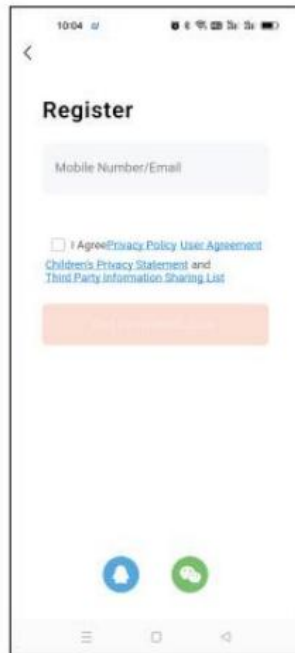 10:04
Register
Mobile Number/Email
I AgreePrivacy Policy User Agreement
Children's Privacy Statement and
Third Party Information Sharing List